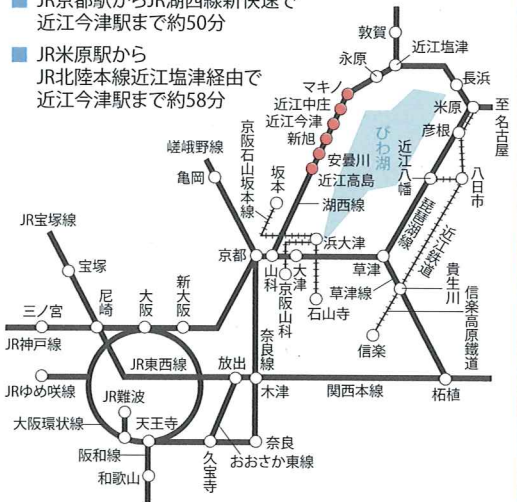 JR京都駅からJR湖西線新快速で
近江今津駅まで約50分
JR米原駅から
JR北陸本線近江塩津経由で
近江今津駅まで約58分
敦賀
永原
近江塩津
マキノ
近江中庄
近江今津
新旭
安曇川
近江高島
長浜
米原
至名古屋
彦根
びわ湖
近江八幡
八日市
嵯峨野線
亀岡
京阪石山坂本線
坂本
湖西線
琵琶湖線
近江鉄道
JR宝塚線
宝塚
京都
山科
大津
浜大津
京阪山科
石山寺
草津
草津線
貴生川
信楽高原鐵道
信楽
三ノ宮
尼崎
大阪
新大阪
JR神戸線
奈良線
JR東西線
放出
木津
関西本線
柘植
JRゆめ咲線
JR難波
大阪環状線
天王寺
阪和線
和歌山
久宝寺
おおさか東線
奈良